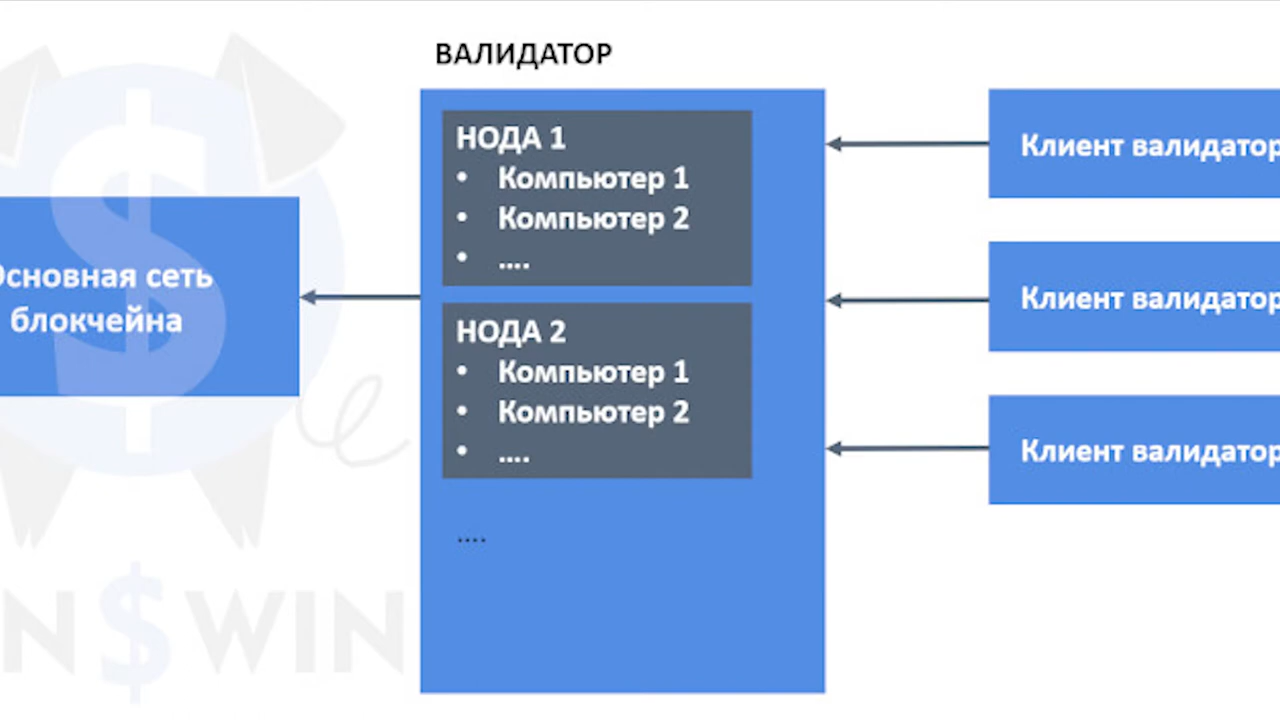 ВАЛИДАТОР
НОДА 1
• Компьютер 1
• Компьютер 2
• ....
НОДА 2
• Компьютер 1
• Компьютер 2
• ....
....
Основная сеть
блокчейна
Клиент валидатор
Клиент валидатор
Клиент валидатор
N$WIN